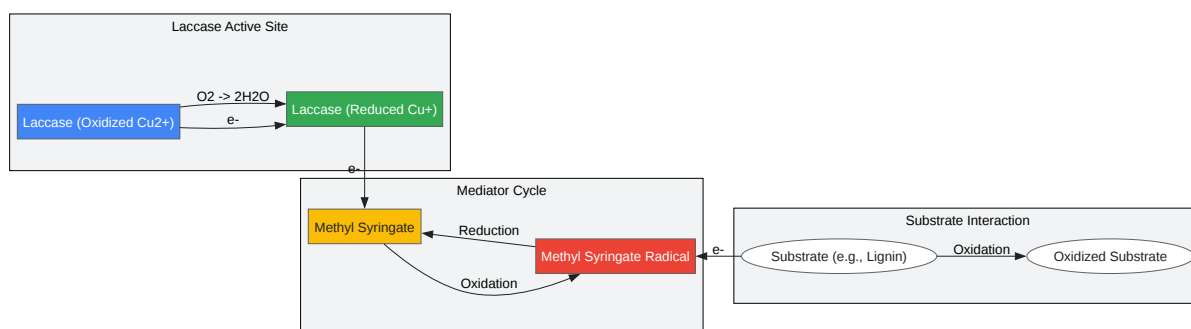 Laccase Active Site
O2 -> 2H2O
Laccase (Oxidized Cu2+)
e-
Laccase (Reduced Cu+)
e-
Mediator Cycle
Methyl Syringate
Reduction
Methyl Syringate Radical
Oxidation
e-
Substrate Interaction
Substrate (e.g., Lignin)
Oxidation
Oxidized Substrate